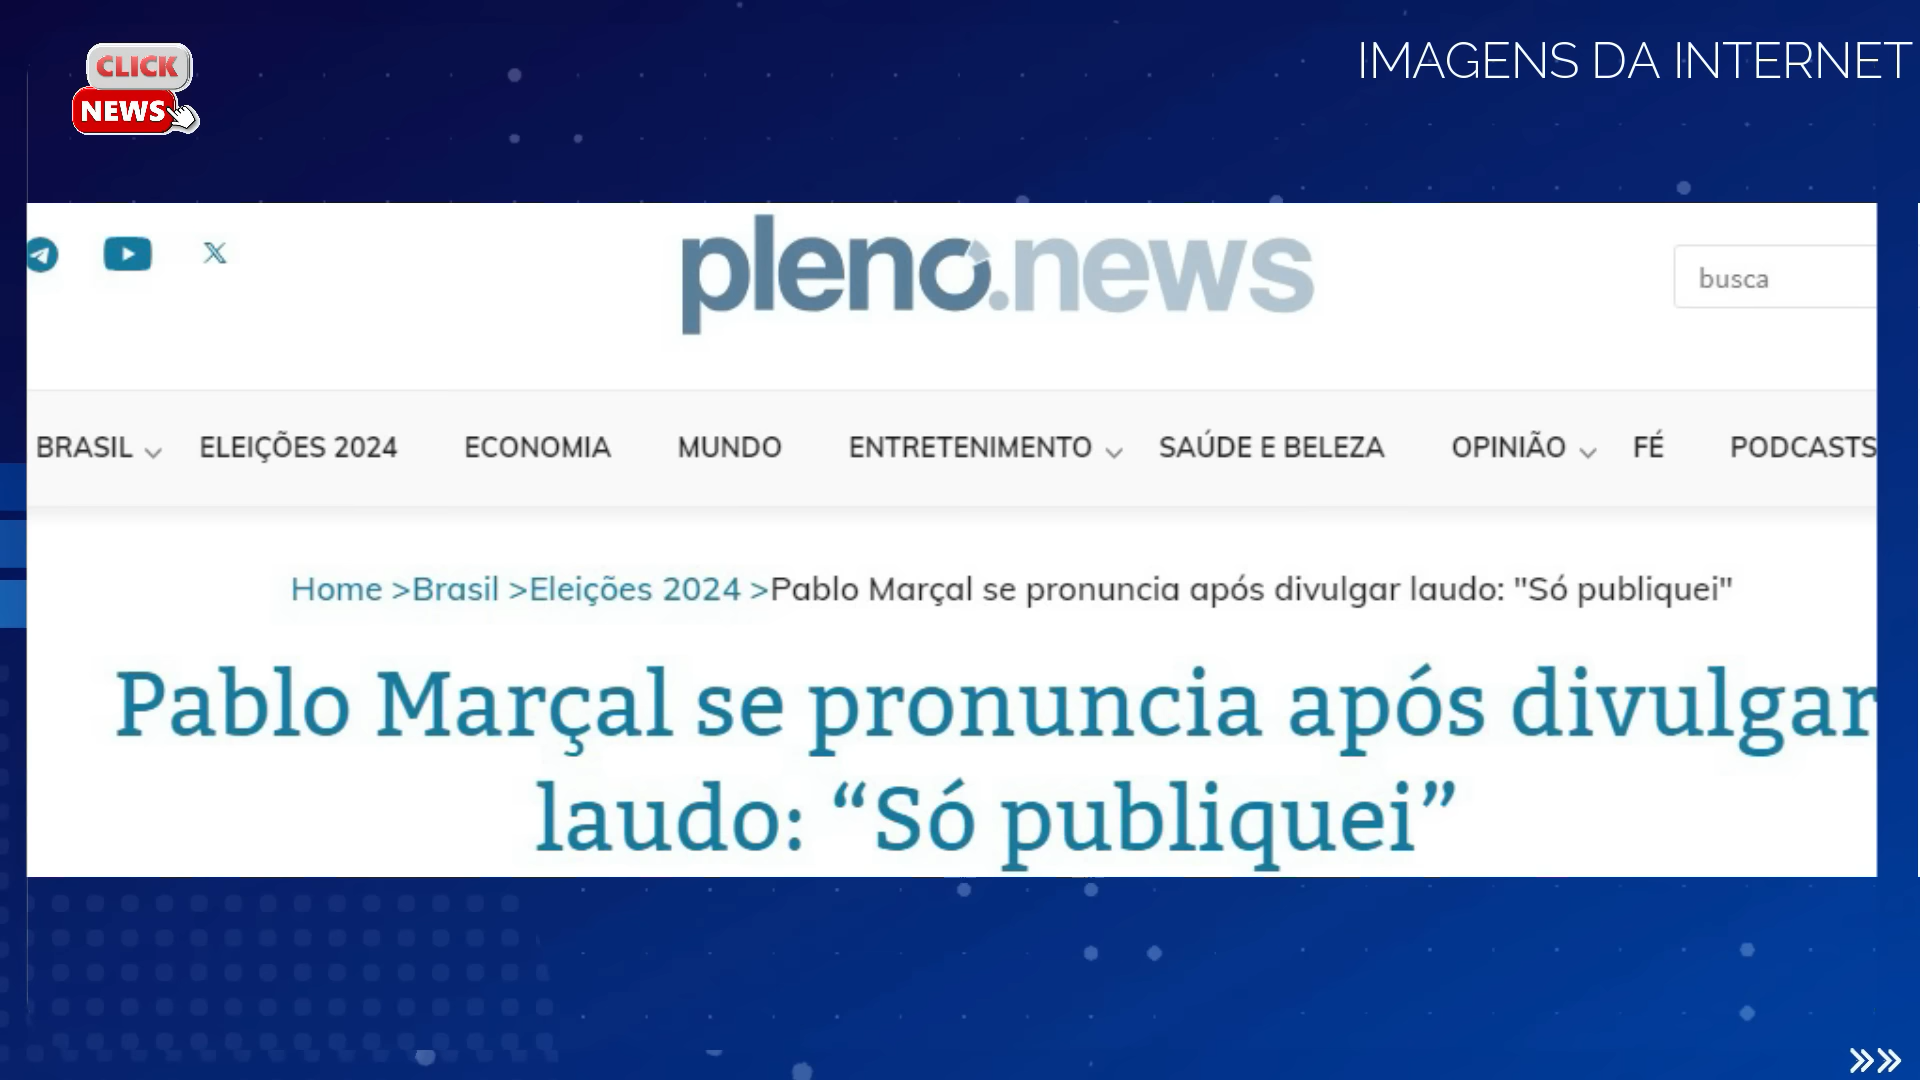 CLICK
NEWS
IMAGENS DA INTERNET
pleno.news
busca
BRASIL ELEIÇÕES 2024 ECONOMIA MUNDO ENTRETENIMENTO SAÚDE E BELEZA OPINIÃO FÉ PODCASTS
Home >Brasil >Eleições 2024 >Pablo Marçal se pronuncia após divulgar laudo: "Só publiquei"
Pablo Marçal se pronuncia após divulgar
laudo: “Só publiquei”